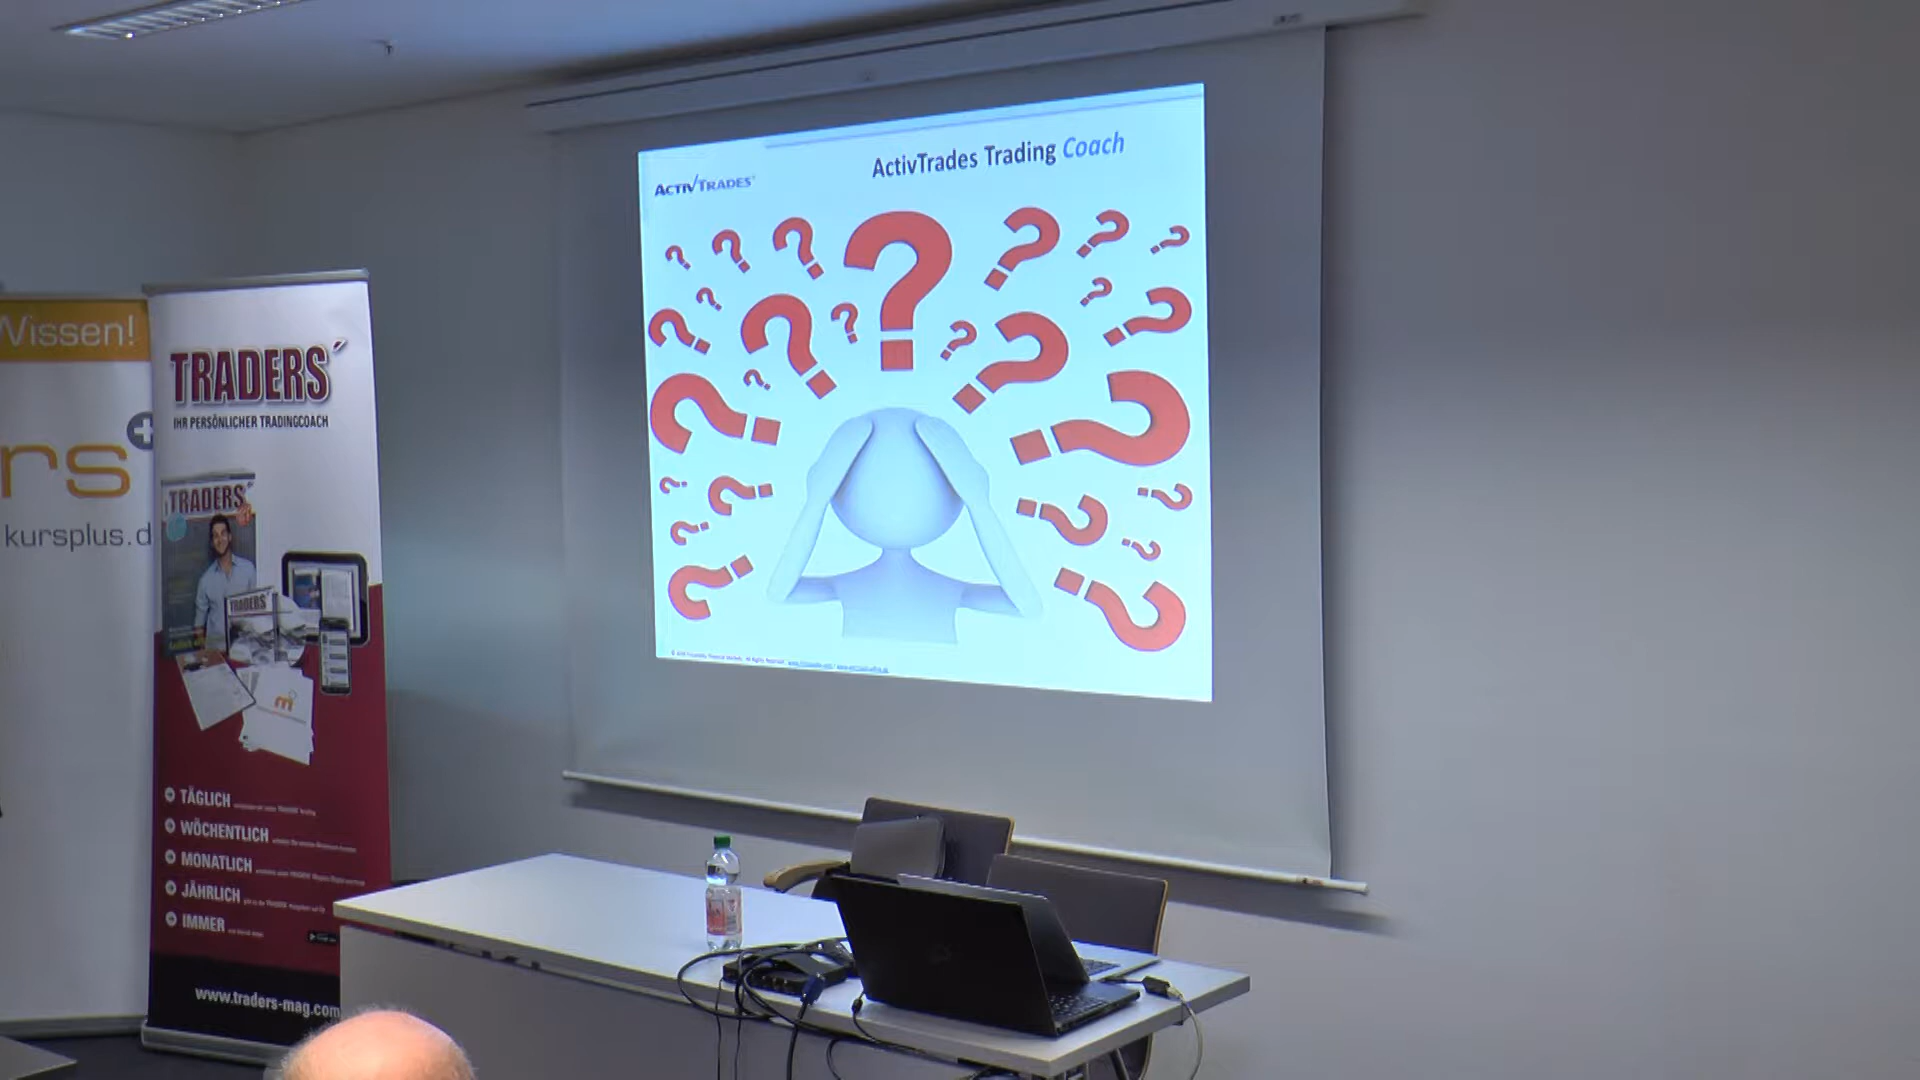 ActivTrades Trading Coach
ACTIVTRADES
Wissen!
rs+
kursplus.d
TRADERS´
IHR PERSÖNLICHER TRADINGCOACH
TRADERS´
TRADERS´
TÄGLICH
WÖCHENTLICH
MONATLICH
JÄHRLICH
IMMER
www.traders-mag.com